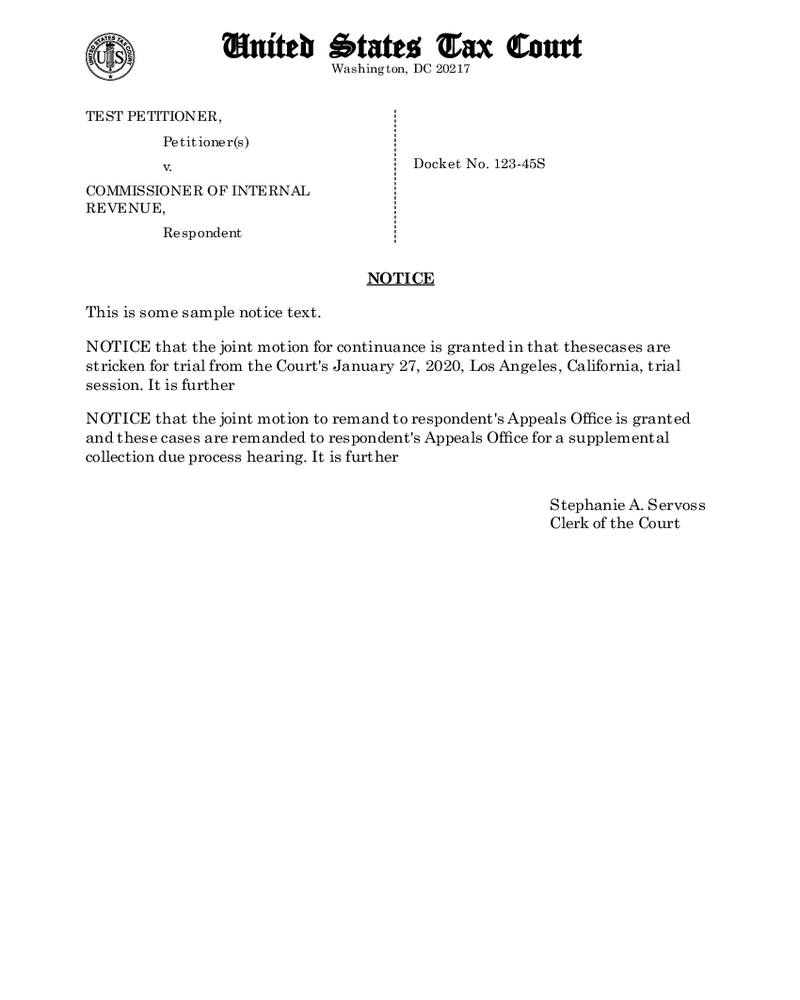 UNITED STATES TAX COURT
US
United States Tax Court
Washington, DC 20217
TEST PETITIONER,
Petitioner(s)
v.
COMMISSIONER OF INTERNAL
REVENUE,
Respondent
Docket No. 123-45S
NOTICE
This is some sample notice text.
NOTICE that the joint motion for continuance is granted in that thesecases are
stricken for trial from the Court's January 27, 2020, Los Angeles, California, trial
session. It is further
NOTICE that the joint motion to remand to respondent's Appeals Office is granted
and these cases are remanded to respondent's Appeals Office for a supplemental
collection due process hearing. It is further
Stephanie A. Servoss
Clerk of the Court